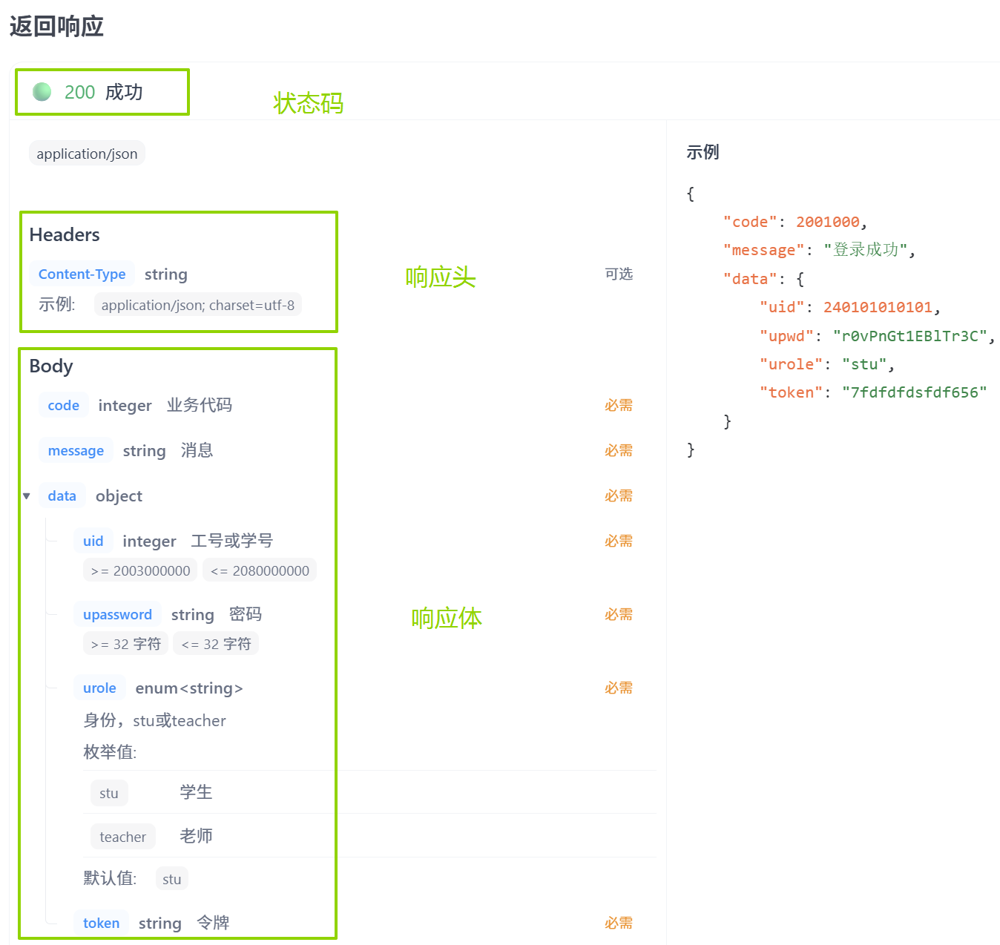 返回响应
200 成功
状态码
application/json
Headers
Content-Type string
可选
示例: application/json; charset=utf-8
响应头
Body
code integer 业务代码
必需
message string 消息
必需
data object
必需
uid integer 工号或学号
必需
>= 2003000000 <= 2080000000
upassword string 密码
必需
>= 32 字符 <= 32 字符
响应体
urole enum<string>
必需
身份，stu或teacher
枚举值:
stu 学生
teacher 老师
默认值: stu
token string 令牌
必需
示例
{
"code": 2001000,
"message": "登录成功",
"data": {
"uid": 240101010101,
"upwd": "r0vPnGt1EBlTr3C",
"urole": "stu",
"token": "7fdfdfdsfdf656"
}
}